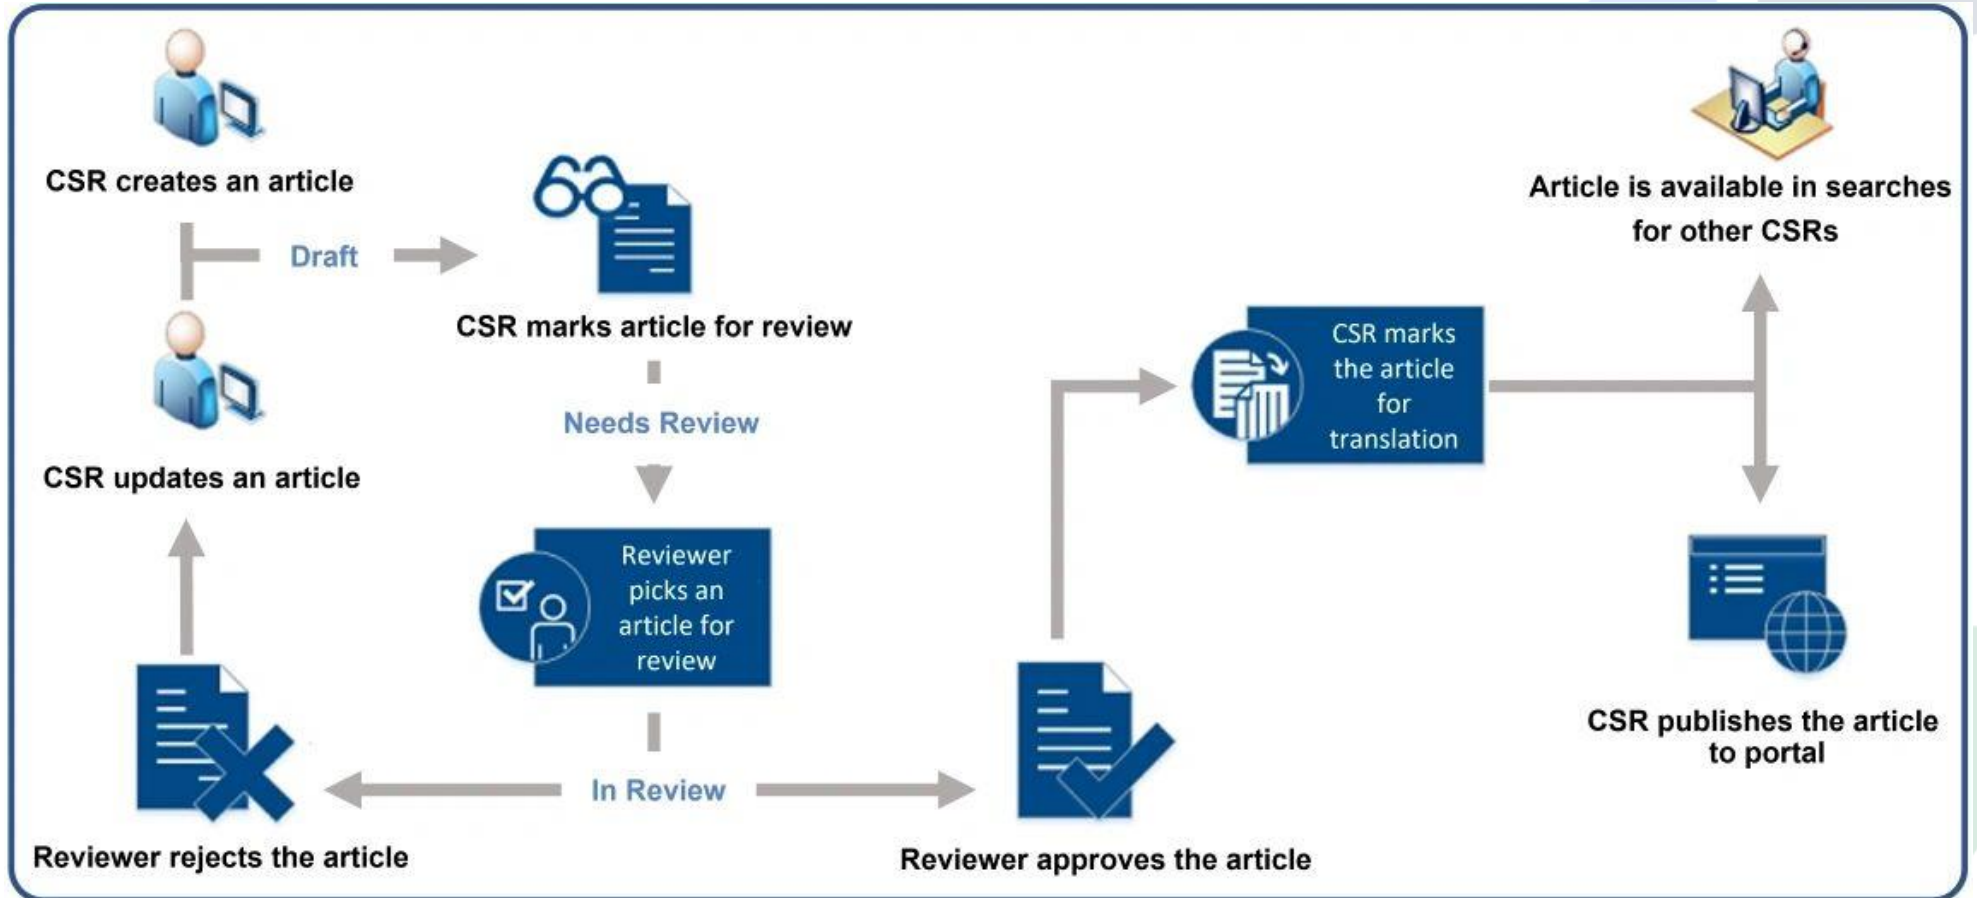 CSR creates an article
Draft
CSR marks article for review
CSR updates an article
Needs Review
Reviewer
picks an
article for
review
In Review
Reviewer rejects the article
Reviewer approves the article
CSR marks
the article
for
translation
Article is available in searches
for other CSRs
CSR publishes the article
to portal